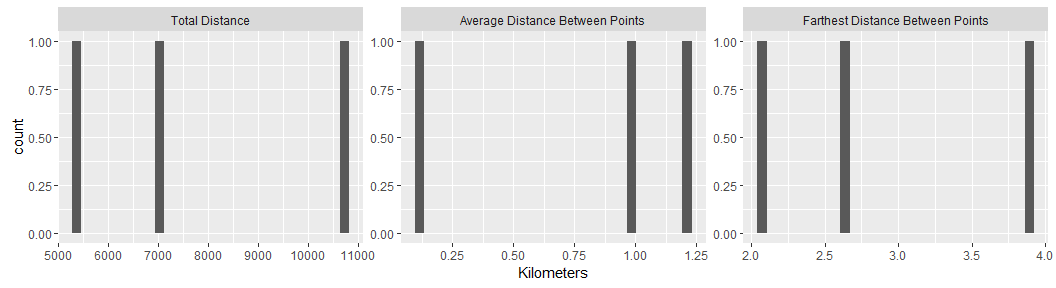 Total Distance
Average Distance Between Points
Farthest Distance Between Points
count
1.00
0.75
0.50
0.25
0.00
5000 6000 7000 8000 9000 10000 11000
1.00
0.75
0.50
0.25
0.00
0.25 0.50 0.75 1.00 1.25
1.00
0.75
0.50
0.25
0.00
2.0 2.5 3.0 3.5 4.0
Kilometers